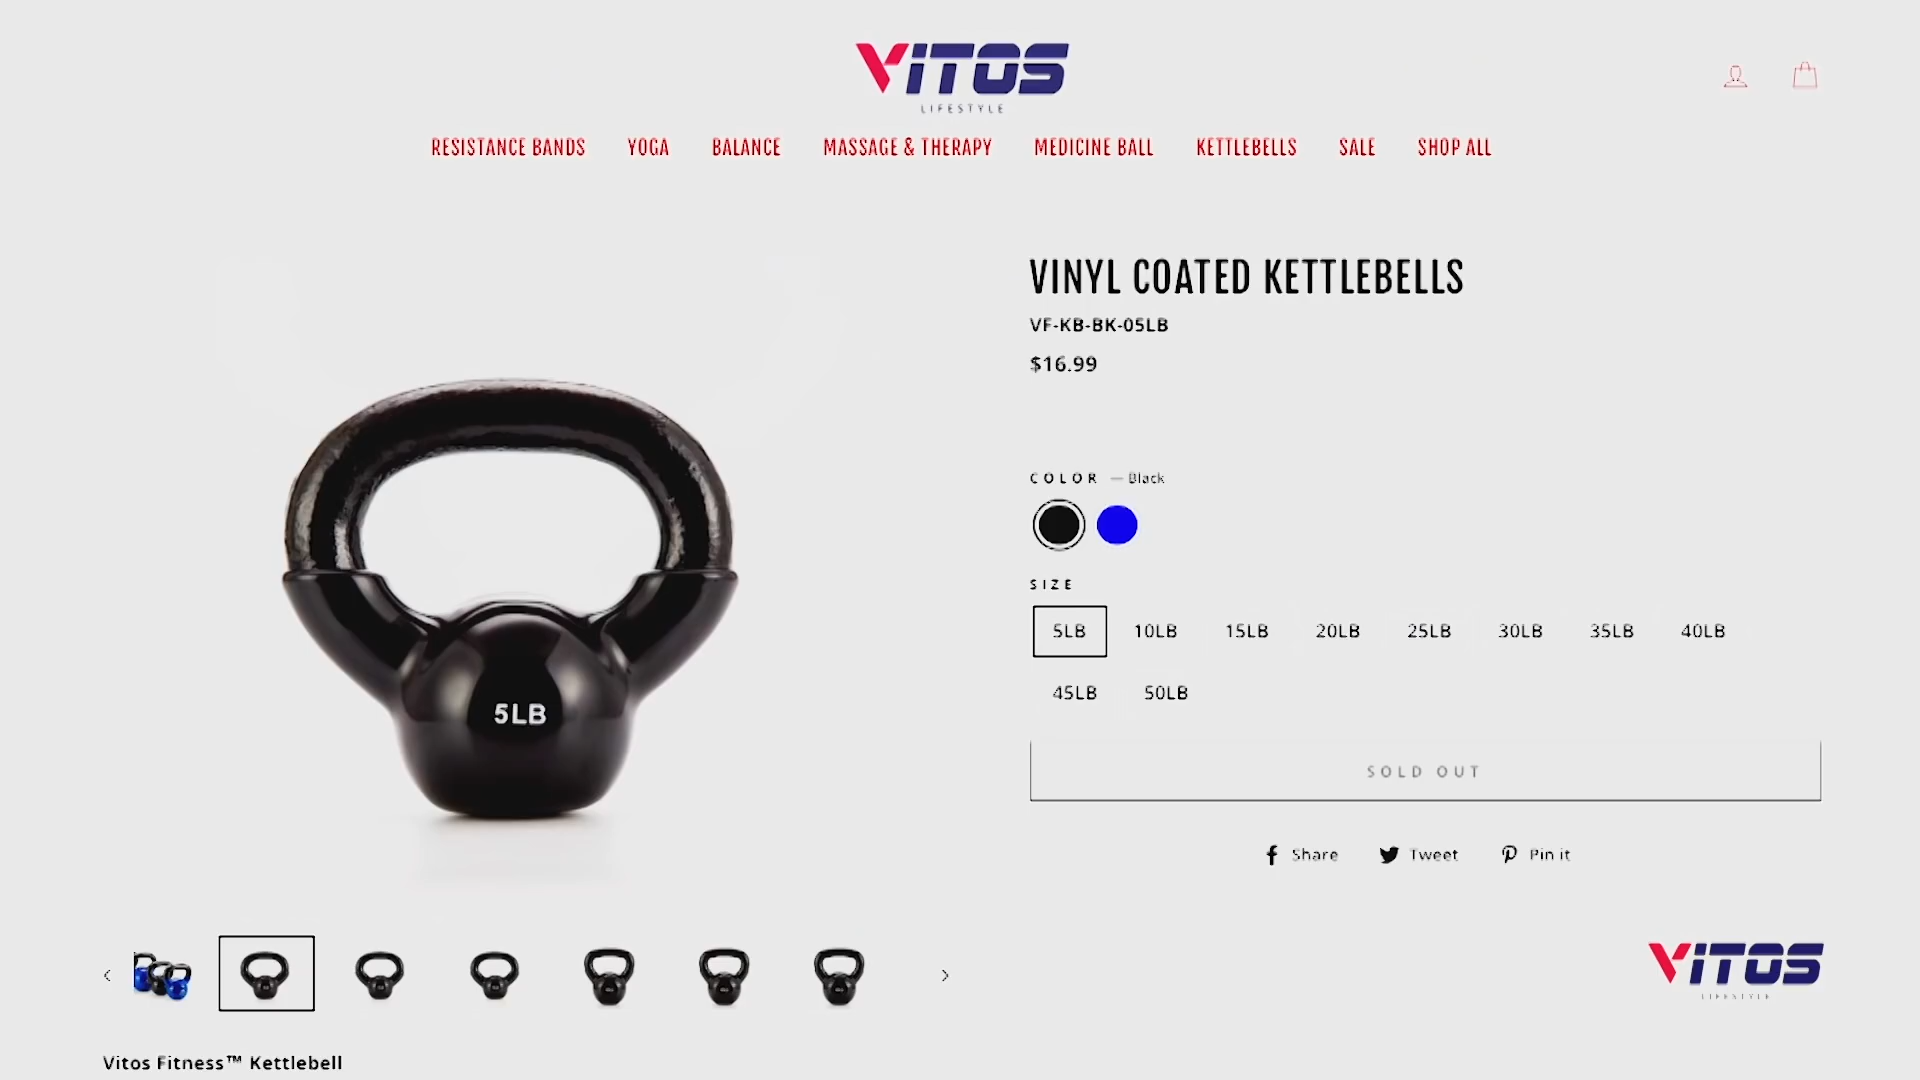 VITOS
LIFESTYLE
RESISTANCE BANDS YOGA BALANCE MASSAGE & THERAPY MEDICINE BALL KETTLEBELLS SALE SHOP ALL
VINYL COATED KETTLEBELLS
VF-KB-BK-05LB
$16.99
COLOR — Black
SIZE
5LB 10LB 15LB 20LB 25LB 30LB 35LB 40LB
45LB 50LB
SOLD OUT
Share Tweet Pin it
5LB
VITOS
LIFESTYLE
Vitos Fitness™ Kettlebell